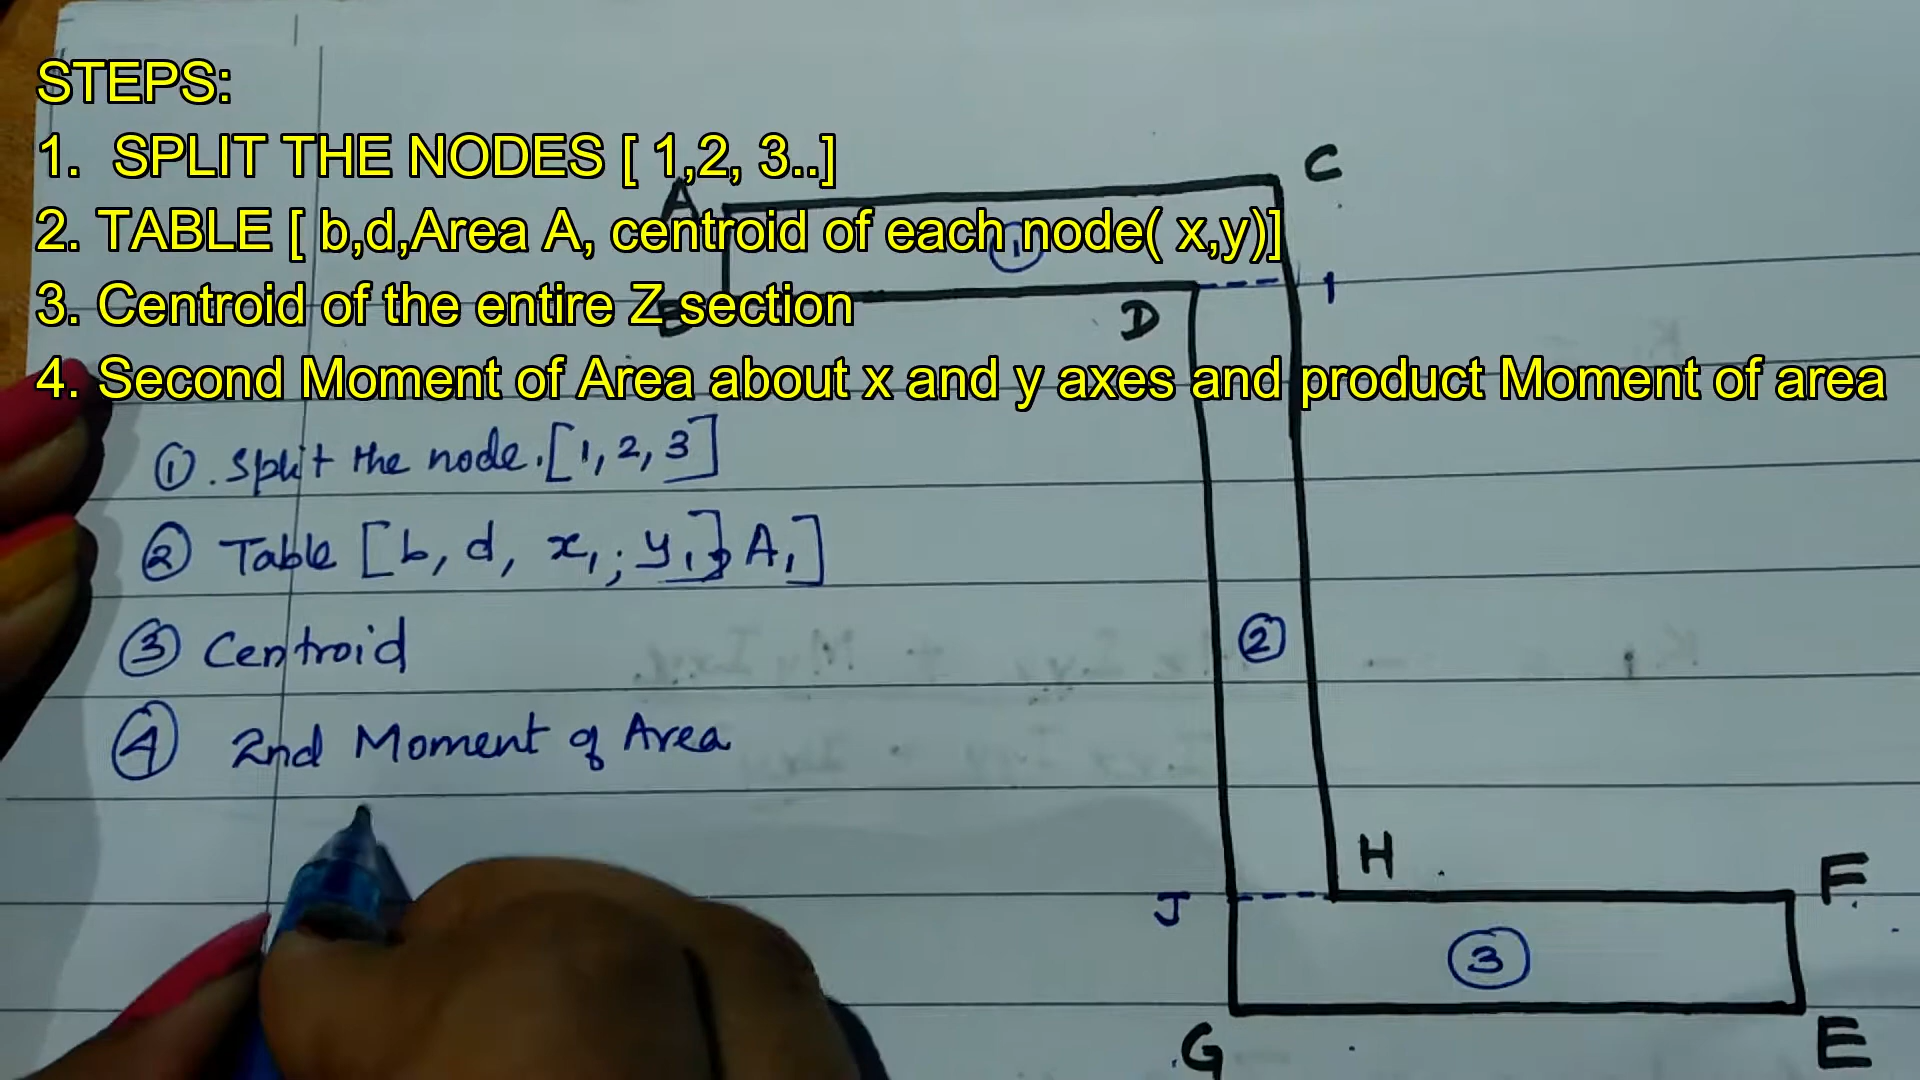 STEPS:
1. SPLIT THE NODES [ 1,2, 3..]
2. TABLE [ b,d,Area A, centroid of each node( x,y)]
3. Centroid of the entire Z section
4. Second Moment of Area about x and y axes and product Moment of area
① . Split the node. [1, 2, 3]
② Table [b, d, x₁ ; y₁], A₁]
③ Centroid
④ 2nd Moment of Area
A
C
①
B
D
I
②
H
F
J
③
G
E